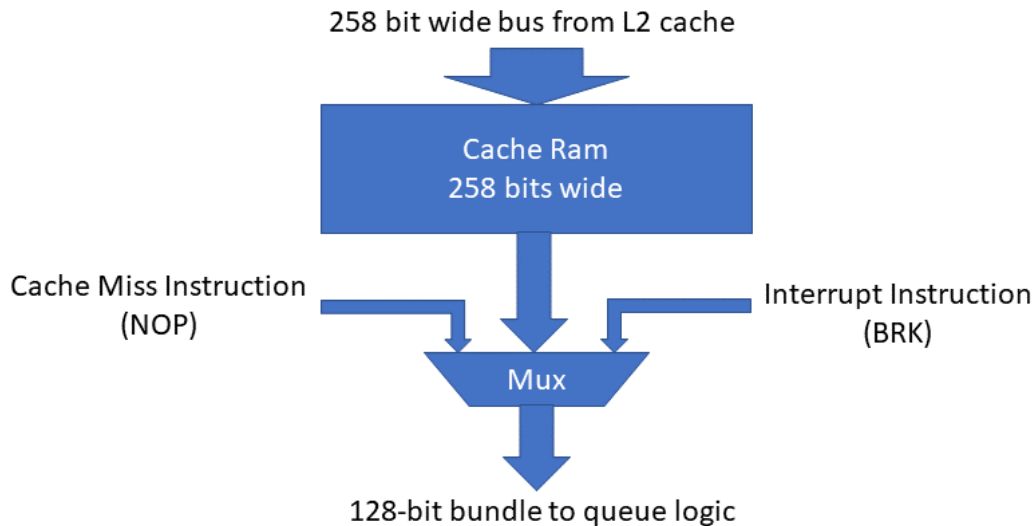 258 bit wide bus from L2 cache
Cache Ram
258 bits wide
Cache Miss Instruction
(NOP)
Interrupt Instruction
(BRK)
Mux
128-bit bundle to queue logic